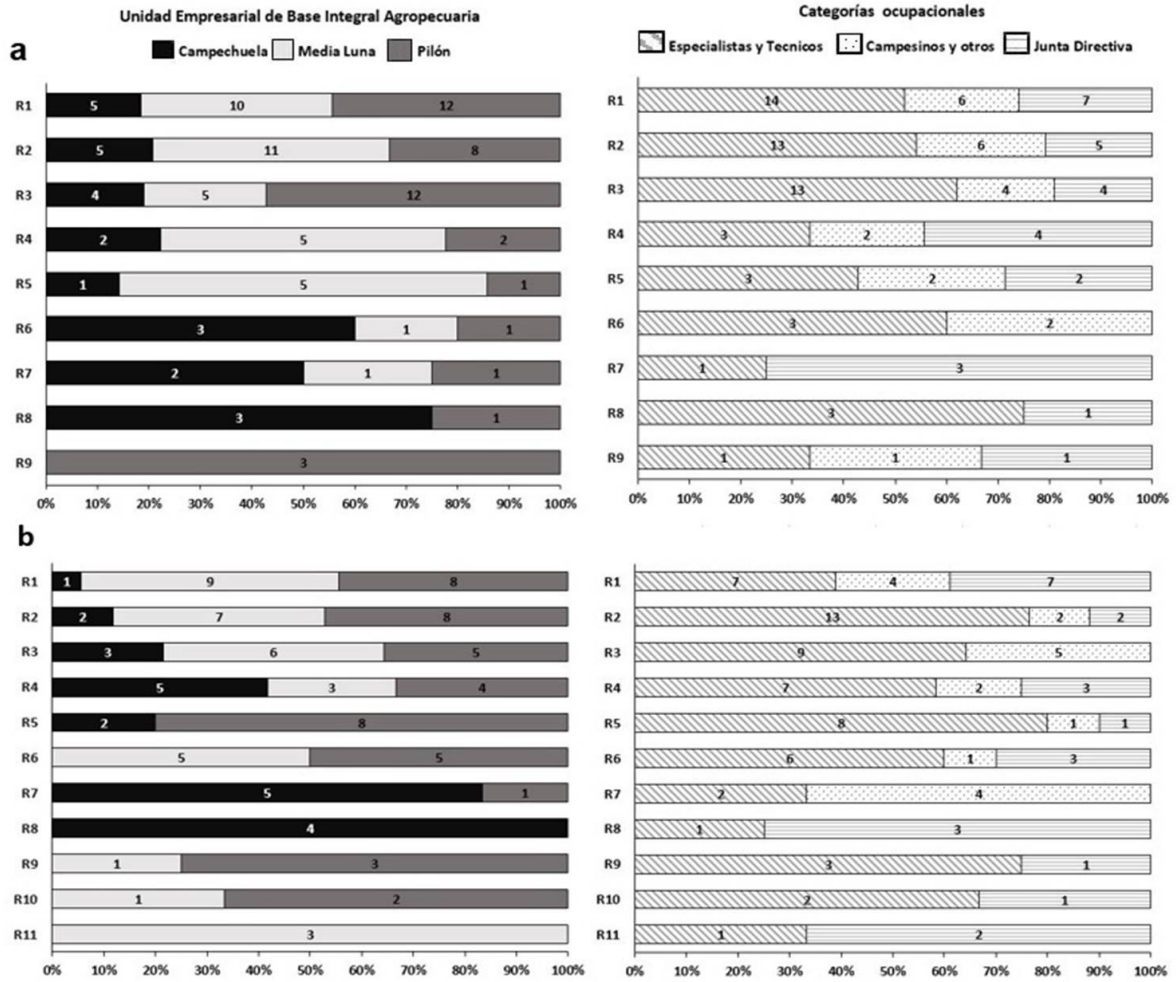 Unidad Empresarial de Base Integral Agropecuaria
Campechuela Media Luna Pilón
a
R1 5 10 12
R2 5 11 8
R3 4 5 12
R4 2 5 2
R5 1 5 1
R6 3 1 1
R7 2 1 1
R8 3 1
R9 3
0% 10% 20% 30% 40% 50% 60% 70% 80% 90% 100%
Categorías ocupacionales
Especialistas y Tecnicos Campesinos y otros Junta Directiva
R1 14 6 7
R2 13 6 5
R3 13 4 4
R4 3 2 4
R5 3 2 2
R6 3 2
R7 1 3
R8 3 1
R9 1 1 1
0% 10% 20% 30% 40% 50% 60% 70% 80% 90% 100%
b
R1 1 9 8
R2 2 7 8
R3 3 6 5
R4 5 3 4
R5 2 8
R6 5 5
R7 5 1
R8 4
R9 1 3
R10 1 2
R11 3
0% 10% 20% 30% 40% 50% 60% 70% 80% 90% 100%
R1 7 4 7
R2 13 2 2
R3 9 5
R4 7 2 3
R5 8 1 1
R6 6 1 3
R7 2 4
R8 1 3
R9 3 1
R10 2 1
R11 1 2
0% 10% 20% 30% 40% 50% 60% 70% 80% 90% 100%